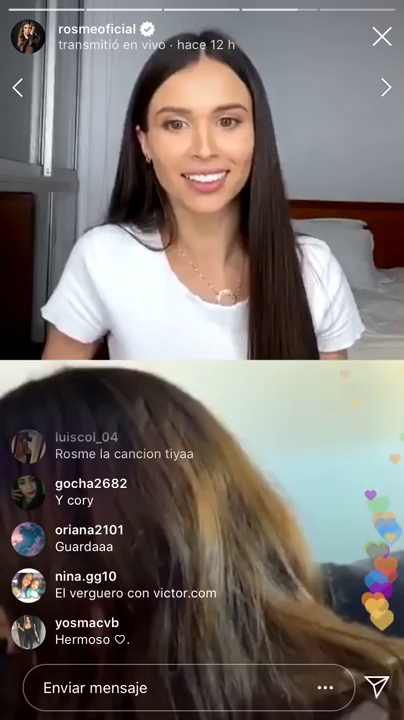 rosmeoficial
transmitió en vivo · hace 12 h
luiscol_04
Rosme la cancion tiyaa
gocha2682
Y cory
oriana2101
Guardaaa
nina.gg10
El verguero con victor.com
yosmacvb
Hermoso ♡.
Enviar mensaje